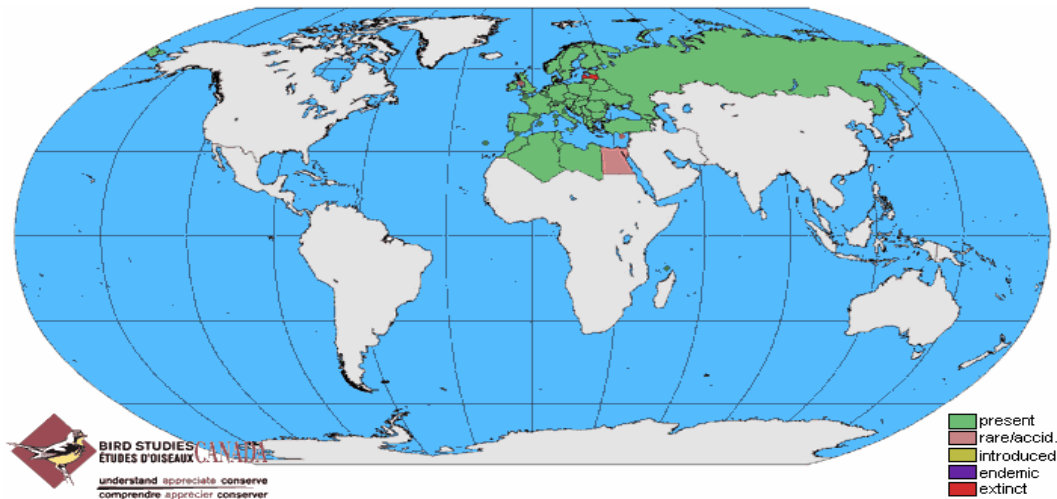 present
rare/accid.
introduced
endemic
extinct
BIRD STUDIES
ÉTUDES D'OISEAUX CANADA
understand appreciate conserve
comprendre apprécier conserver